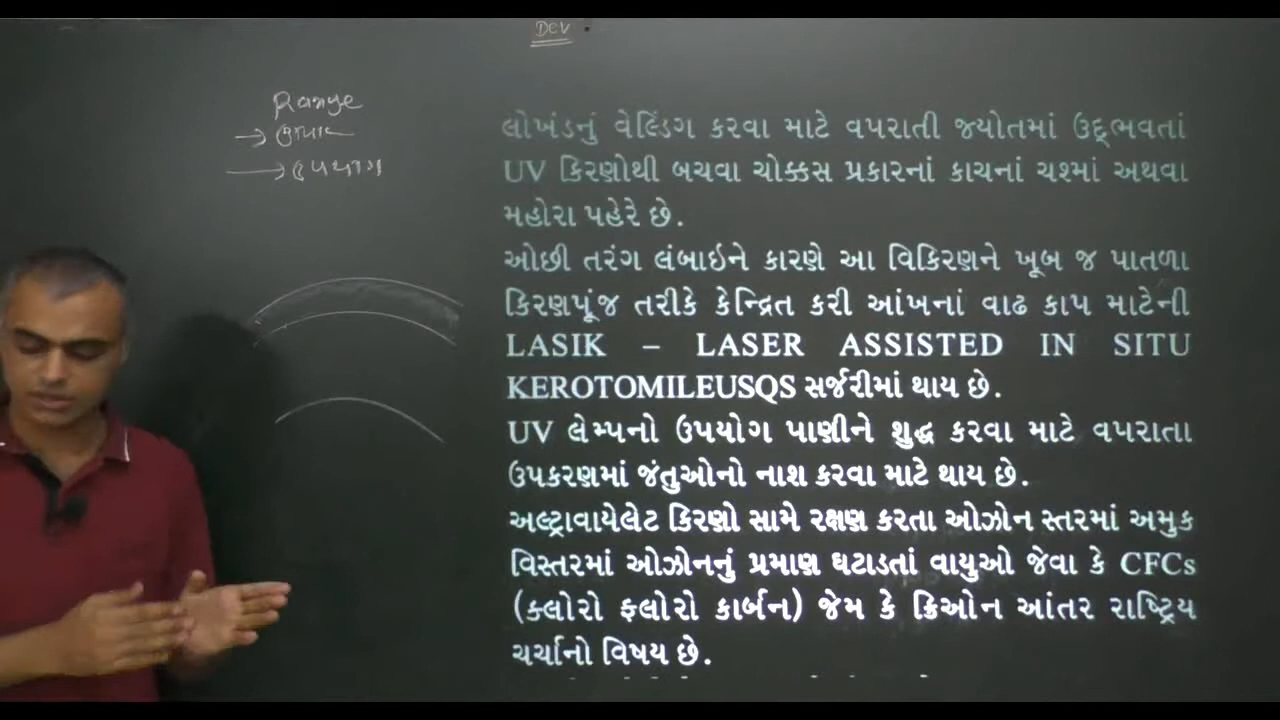 DEV
Range
→
→ ઉપયોગ
લોખંડનું વેલ્ડિંગ કરવા માટે વપરાતી જ્યોતમાં ઉદ્ભવતાં
UV કિરણોથી બચવા ચોક્કસ પ્રકારનાં કાચનાં ચશ્માં અથવા
મહોરા પહેરે છે.
ઓછી તરંગ લંબાઇને કારણે આ વિકિરણને ખૂબ જ પાતળા
કિરણપૂંજ તરીકે કેન્દ્રિત કરી આંખનાં વાઢ કાપ માટેની
LASIK – LASER ASSISTED IN SITU
KEROTOMILEUSQS સર્જરીમાં થાય છે.
UV લેમ્પનો ઉપયોગ પાણીને શુદ્ધ કરવા માટે વપરાતા
ઉપકરણમાં જંતુઓનો નાશ કરવા માટે થાય છે.
અલ્ટ્રાવાયેલેટ કિરણો સામે રક્ષણ કરતા ઓઝોન સ્તરમાં અમુક
વિસ્તરમાં ઓઝોનનું પ્રમાણ ઘટાડતાં વાયુઓ જેવા કે CFCs
(ક્લોરો ફ્લોરો કાર્બન) જેમ કે ક્રિઓન આંતર રાષ્ટ્રિય
ચર્ચાનો વિષય છે.